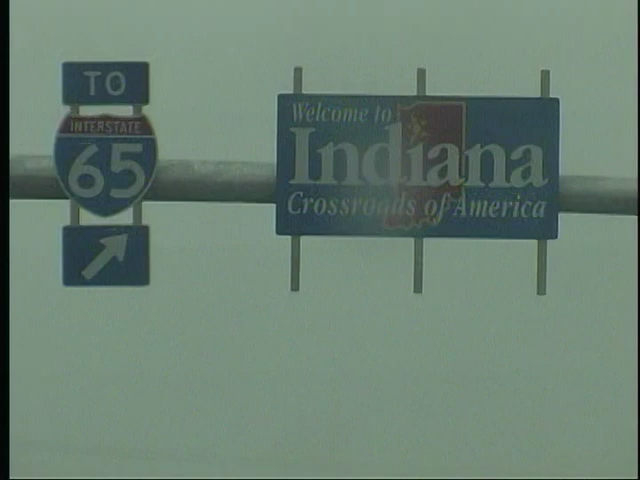 TO
INTERSTATE
65
Welcome to
Indiana
Crossroads of America